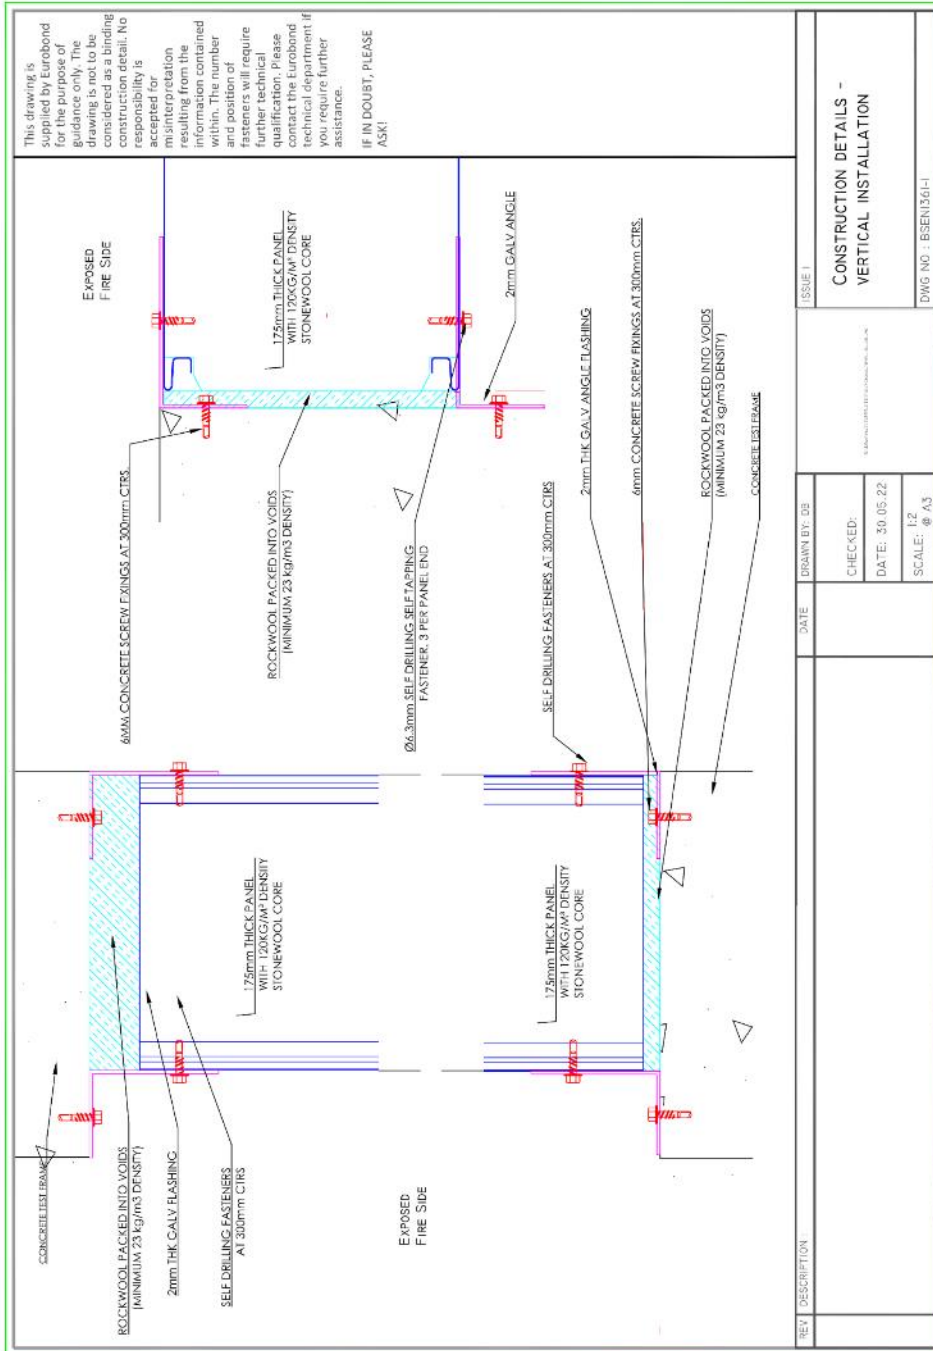 This drawing is
supplied by Eurobond
for the purpose of
guidance only. The
drawing is not to be
considered as a binding
construction detail. No
responsibility is
accepted for
misinterpretation
resulting from the
information contained
within. The number
and position of
fasteners will require
further technical
qualification. Please
contact the Eurobond
technical department if
you require further
assistance.
IF IN DOUBT, PLEASE
ASK!
CONCRETE TEST FRAME
ROCKWOOL PACKED INTO VOIDS
(MINIMUM 23 kg/m3 DENSITY)
2mm THK GALV FLASHING
SELF DRILLING FASTENERS
AT 300mm CTRS
175mm THICK PANEL
WITH 120KG/M³ DENSITY
STONEWOOL CORE
EXPOSED
FIRE SIDE
175mm THICK PANEL
WITH 120KG/M³ DENSITY
STONEWOOL CORE
6MM CONCRETE SCREW FIXINGS AT 300mm CTRS
EXPOSED
FIRE SIDE
175mm THICK PANEL
WITH 120KG/M³ DENSITY
STONEWOOL CORE
ROCKWOOL PACKED INTO VOIDS
(MINIMUM 23 kg/m3 DENSITY)
Ø6.3mm SELF DRILLING SELF TAPPING
FASTENER, 3 PER PANEL END
2mm GALV ANGLE
SELF DRILLING FASTENERS AT 300mm CTRS
2mm THK GALV ANGLE FLASHING
6mm CONCRETE SCREW FIXINGS AT 300mm CTRS.
ROCKWOOL PACKED INTO VOIDS
(MINIMUM 23 kg/m3 DENSITY)
CONCRETE TEST FRAME
REV DESCRIPTION :
DATE
DRAWN BY: DB
CHECKED:
DATE: 30.05.22
SCALE: 1:2
@ A3
ISSUE 1
CONSTRUCTION DETAILS -
VERTICAL INSTALLATION
DWG NO : BSEN1361-1